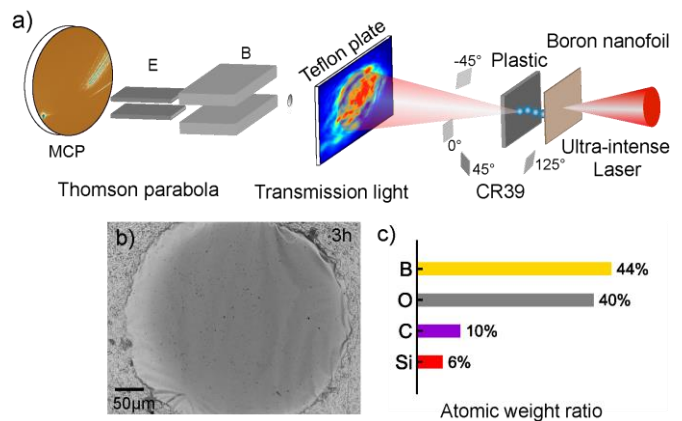 a)
E
B
Teflon plate
-45°
Plastic
Boron nanofoil
MCP
0°
45°
125°
Ultra-intense
Laser
Thomson parabola
Transmission light
CR39
b)
3h
50μm
c)
B
44%
O
40%
C
10%
Si
6%
Atomic weight ratio